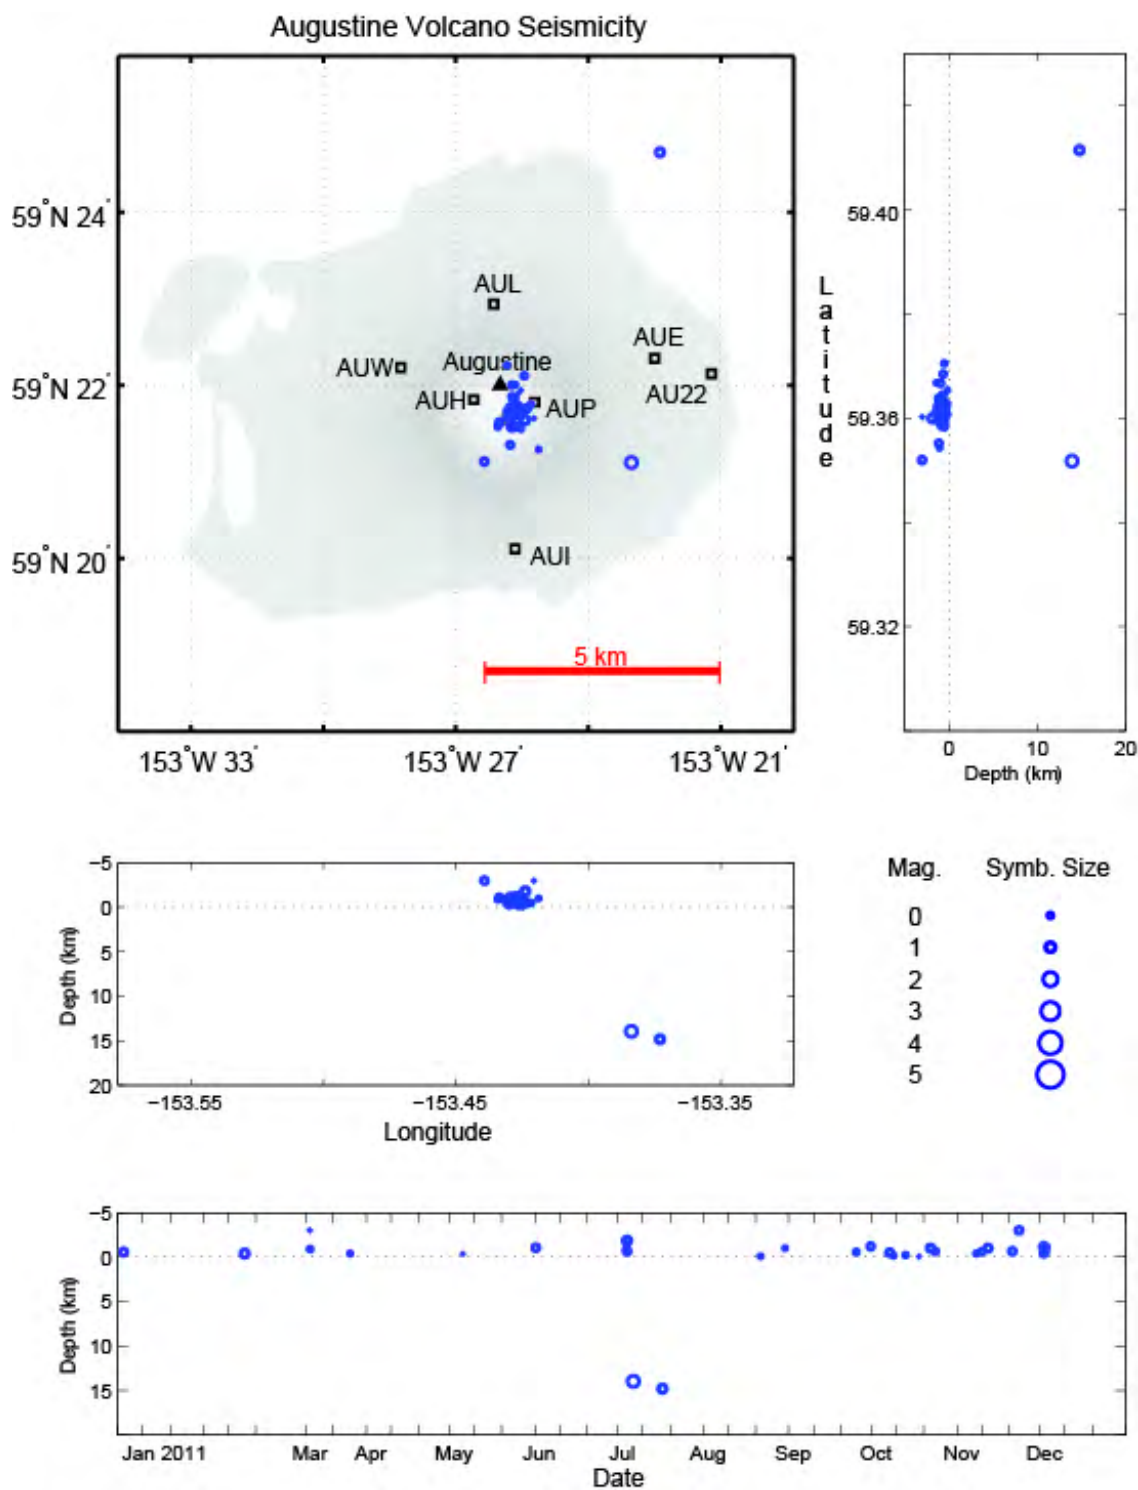 Augustine Volcano Seismicity
59°N 24'
59°N 22'
59°N 20'
AUL
AUE
AUW
Augustine
AU22
AUH
AUP
AUI
5 km
153°W 33'
153°W 27'
153°W 21'
Latitude
59.40
59.36
59.32
0
10
20
Depth (km)
−5
0
5
10
15
20
Depth (km)
−153.55
−153.45
−153.35
Longitude
Mag. Symb. Size
0
1
2
3
4
5
−5
0
5
10
15
Depth (km)
Jan 2011 Mar Apr May Jun Jul Aug Sep Oct Nov Dec
Date